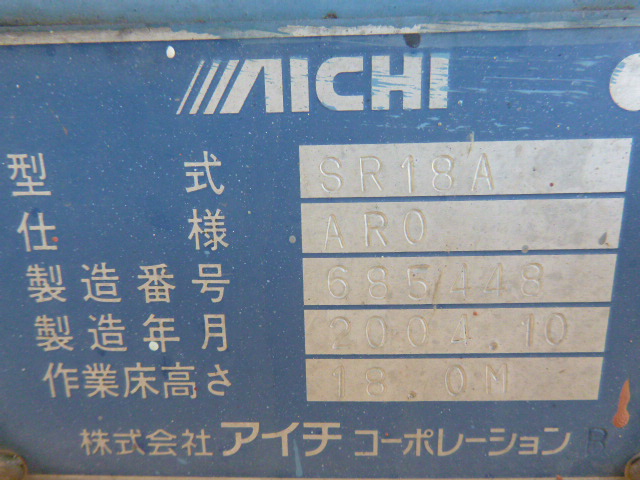 AICHI
型式 SR18A
仕様 ARO
製造番号 685448
製造年月 2004.10
作業床高さ 18.0M
株式会社 アイチ コーポレーション R